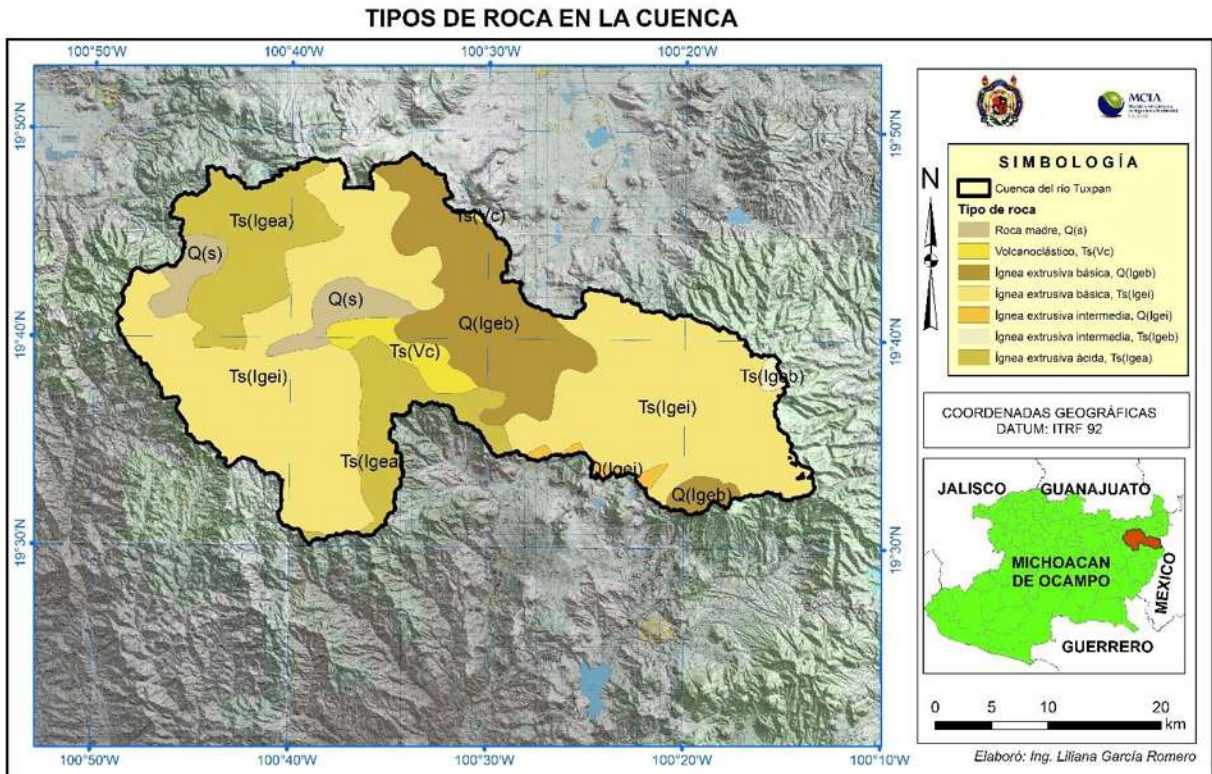 TIPOS DE ROCA EN LA CUENCA
100°50'W 100°40'W 100°30'W 100°20'W
19°50'N
19°50'N
Ts(Igea)
Ts(Vc)
Q(s)
Q(s)
Q(Igeb)
19°40'N
19°40'N
Ts(Vc)
Ts(Igei)
Ts(Igeb)
Ts(Igei)
Ts(Igea)
Q(Igei)
Q(Igeb)
19°30'N
19°30'N
100°50'W 100°40'W 100°30'W 100°20'W 100°10'W
MCIA
N
SIMBOLOGÍA
Cuenca del río Tuxpan
Tipo de roca
Roca madre, Q(s)
Volcanoclástico, Ts(Vc)
Ígnea extrusiva básica, Q(Igeb)
Ígnea extrusiva básica, Ts(Igei)
Ígnea extrusiva intermedia, Q(Igei)
Ígnea extrusiva intermedia, Ts(Igeb)
Ígnea extrusiva ácida, Ts(Igea)
COORDENADAS GEOGRÁFICAS
DATUM: ITRF 92
JALISCO GUANAJUATO
MICHOACAN
DE OCAMPO
MEXICO
GUERRERO
0 5 10 20
km
Elaboró: Ing. Liliana García Romero